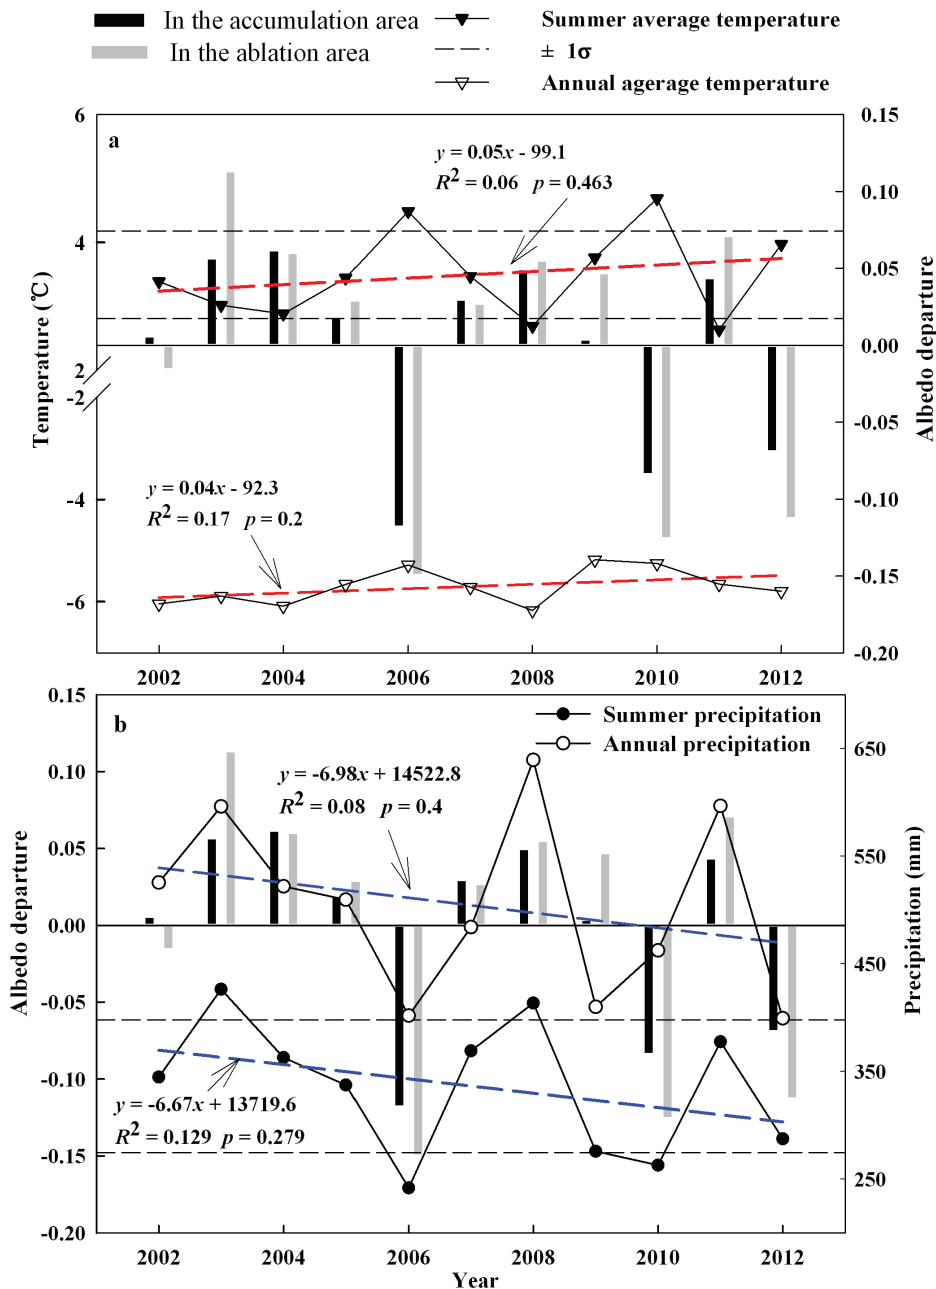 In the accumulation area
In the ablation area
Summer average temperature
± 1σ
Annual agerage temperature
a
6
4
2
-2
-4
-6
Temperature (℃)
0.15
0.10
0.05
0.00
-0.05
-0.10
-0.15
-0.20
Albedo departure
y = 0.05x - 99.1
R2 = 0.06 p = 0.463
y = 0.04x - 92.3
R2 = 0.17 p = 0.2
2002 2004 2006 2008 2010 2012
b
Summer precipitation
Annual precipitation
0.15
0.10
0.05
0.00
-0.05
-0.10
-0.15
-0.20
Albedo departure
650
550
450
350
250
Precipitation (mm)
y = -6.98x + 14522.8
R2 = 0.08 p = 0.4
y = -6.67x + 13719.6
R2 = 0.129 p = 0.279
2002 2004 2006 2008 2010 2012
Year